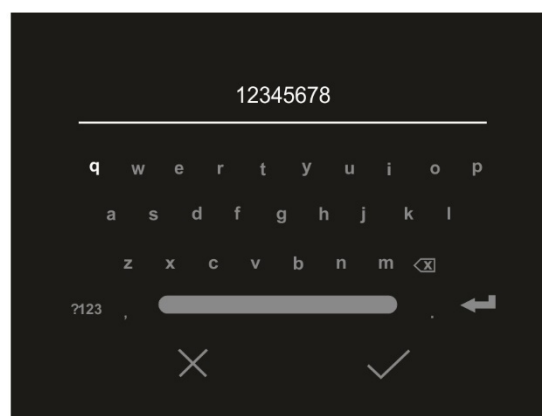 12345678
q w e r t y u i o p
a s d f g h j k l
z x c v b n m
?123 , .